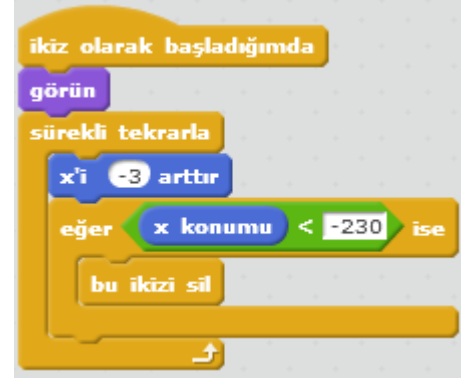 ikiz olarak başladığımda
görün
sürekli tekrarla
x'i -3 arttır
eğer x konumu < -230 ise
bu ikizi sil